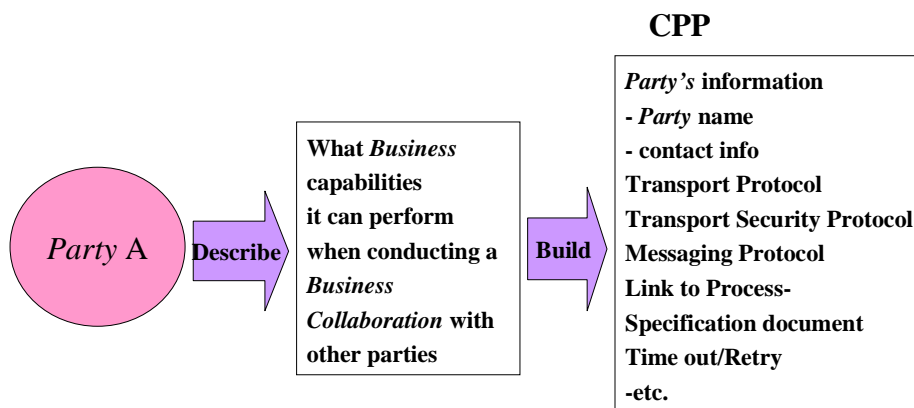 CPP
Party A
Describe
What Business
capabilities
it can perform
when conducting a
Business
Collaboration with
other parties
Build
Party's information
- Party name
- contact info
Transport Protocol
Transport Security Protocol
Messaging Protocol
Link to Process-
Specification document
Time out/Retry
-etc.